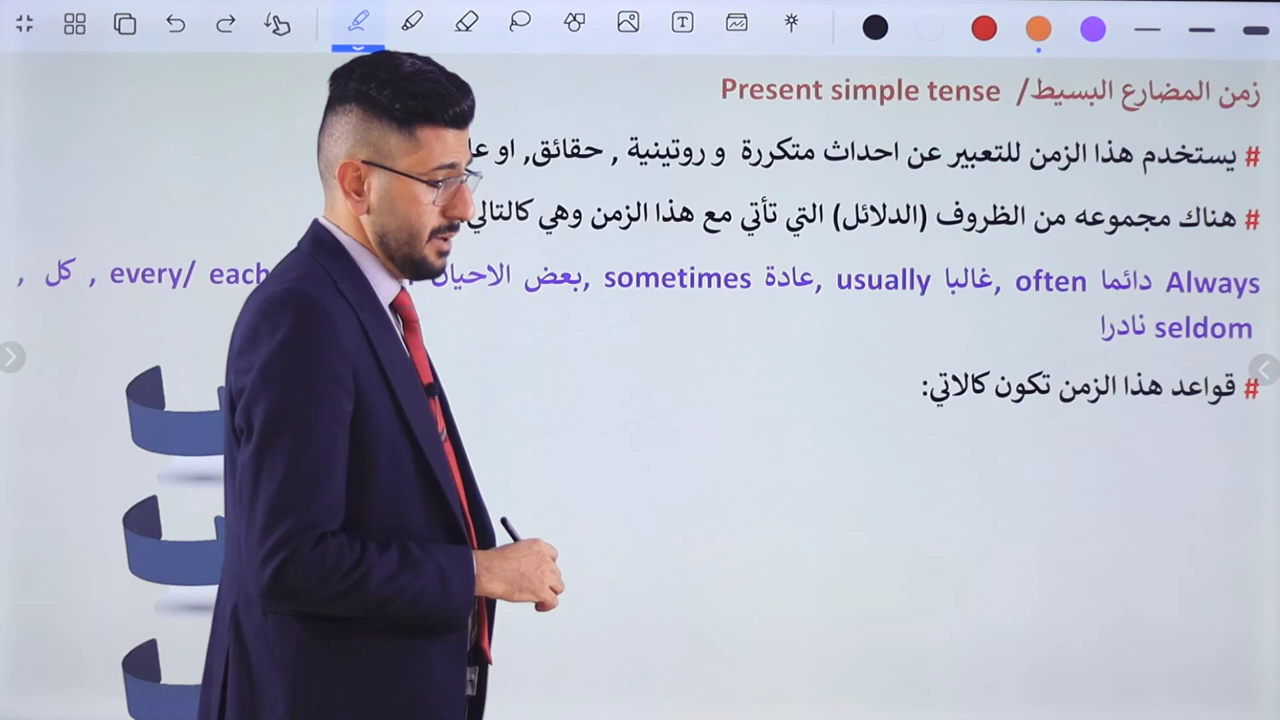 زمن المضارع البسيط/ Present simple tense
# يستخدم هذا الزمن للتعبير عن احداث متكررة و روتينية , حقائق, او
# هناك مجموعه من الظروف (الدلائل) التي تأتي مع هذا الزمن وهي كالتالي
Always دائما often غالبا, usually عادة, sometimes بعض الاحيان, every/ each , كل ,
seldom نادرا
# قواعد هذا الزمن تكون كالاتي: